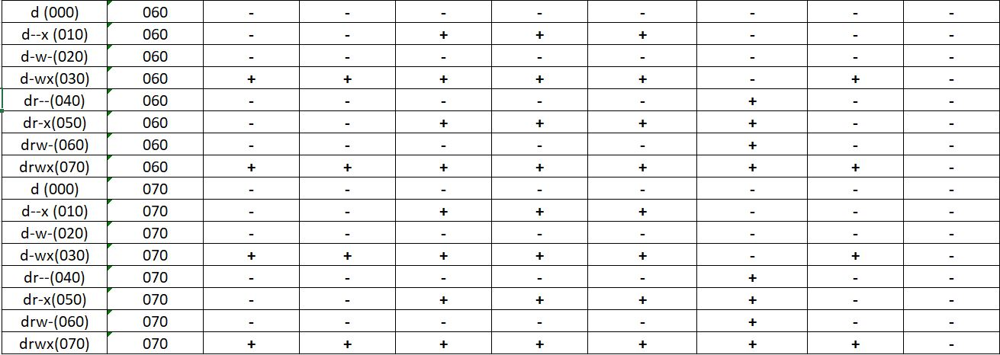 d (000) 060 - - - - - - - -
d--x (010) 060 - - + + + - - -
d-w-(020) 060 - - - - - - - -
d-wx(030) 060 + + + + + - + -
dr--(040) 060 - - - - - + - -
dr-x(050) 060 - - + + + + - -
drw-(060) 060 - - - - - + - -
drwx(070) 060 + + + + + + + -
d (000) 070 - - - - - - - -
d--x (010) 070 - - + + + - - -
d-w-(020) 070 - - - - - - - -
d-wx(030) 070 + + + + + - + -
dr--(040) 070 - - - - - + - -
dr-x(050) 070 - - + + + + - -
drw-(060) 070 - - - - - + - -
drwx(070) 070 + + + + + + + -